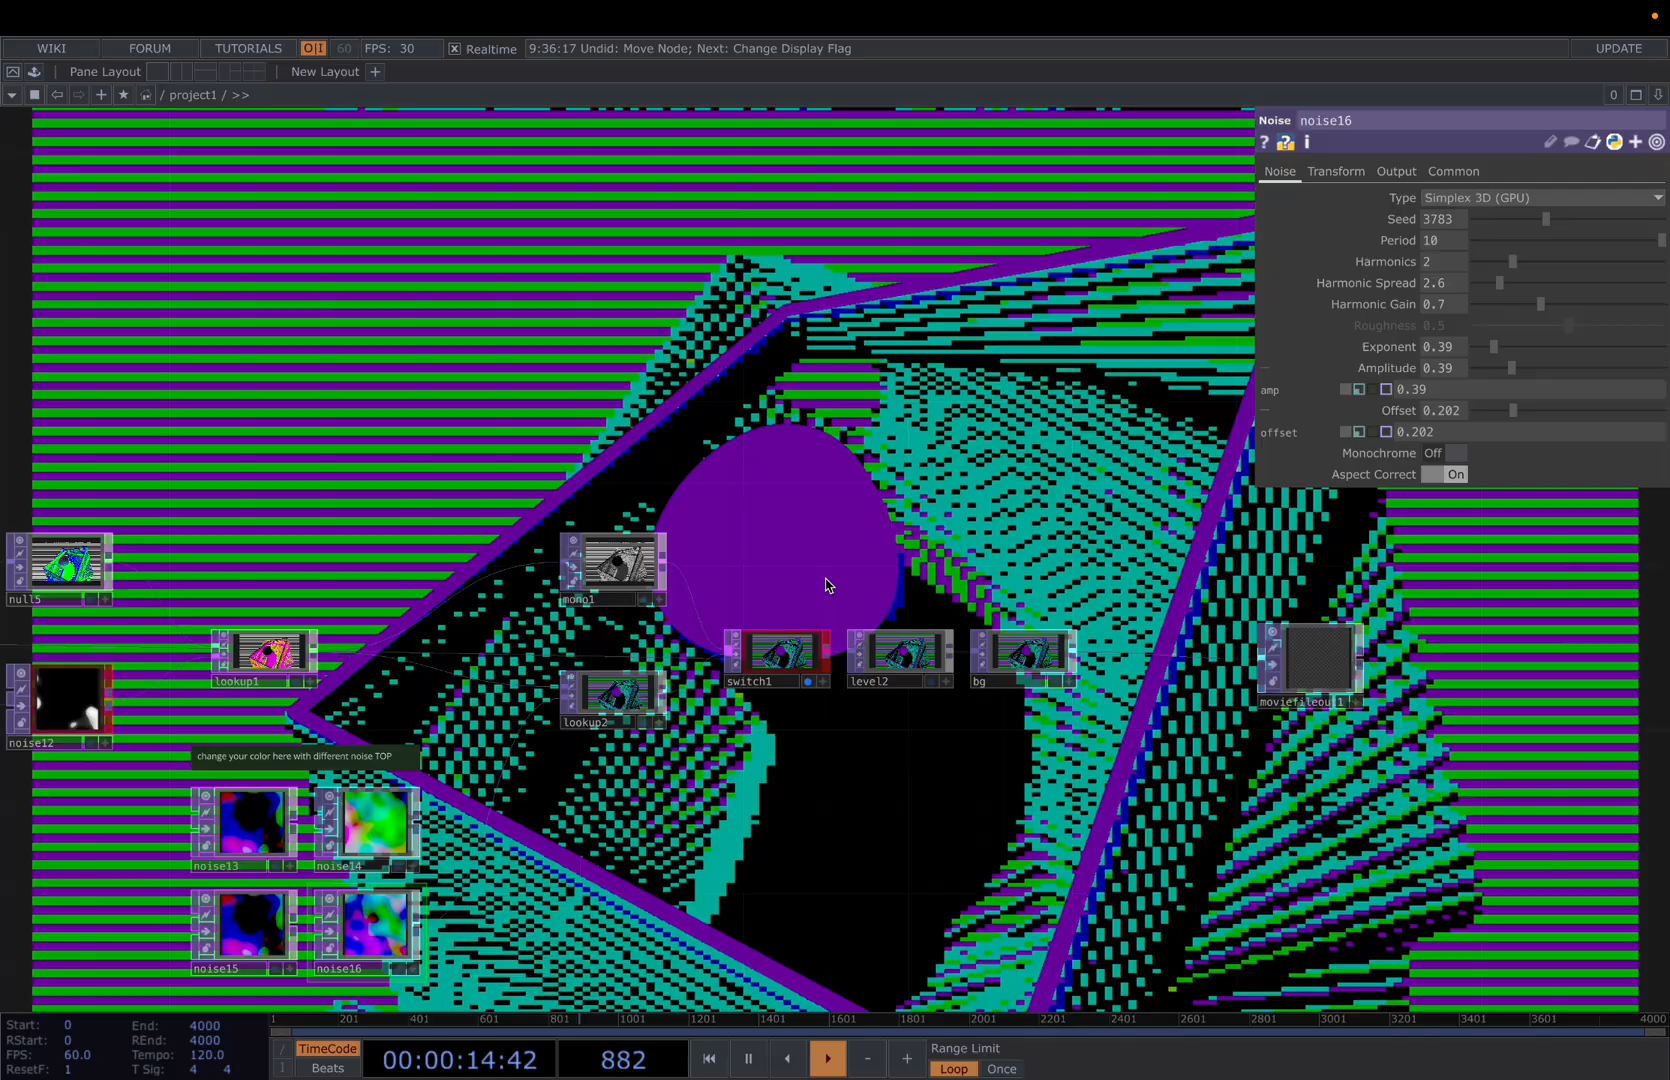 WIKI FORUM TUTORIALS O|I 60 FPS: 30 X Realtime 9:36:17 Undid: Move Node; Next: Change Display Flag UPDATE
Pane Layout New Layout +
/ project1 / >> 0
Noise noise16
? ? i
Noise Transform Output Common
Type Simplex 3D (GPU)
Seed 3783
Period 10
Harmonics 2
Harmonic Spread 2.6
Harmonic Gain 0.7
Roughness 0.5
Exponent 0.39
Amplitude 0.39
amp 0.39
Offset 0.202
offset 0.202
Monochrome Off
Aspect Correct On
null5
mono1
lookup1
switch1
level2
bg
moviefileout1
lookup2
noise12
change your color here with different noise TOP
noise13
noise14
noise15
noise16
1 201 401 601 801 1001 1201 1401 1601 1801 2001 2201 2401 2601 2801 3001 3201 3401 3601 4000
Start: 0 End: 4000
RStart: 0 REnd: 4000
FPS: 60.0 Tempo: 120.0
ResetF: 1 T Sig: 4 4
TimeCode
Beats
00:00:14:42
882
- +
Range Limit
Loop Once